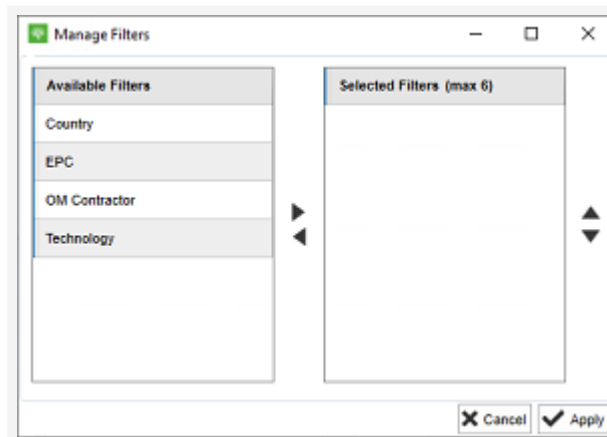 Manage Filters
Available Filters
Country
EPC
OM Contractor
Technology
Selected Filters (max 6)
Cancel
Apply